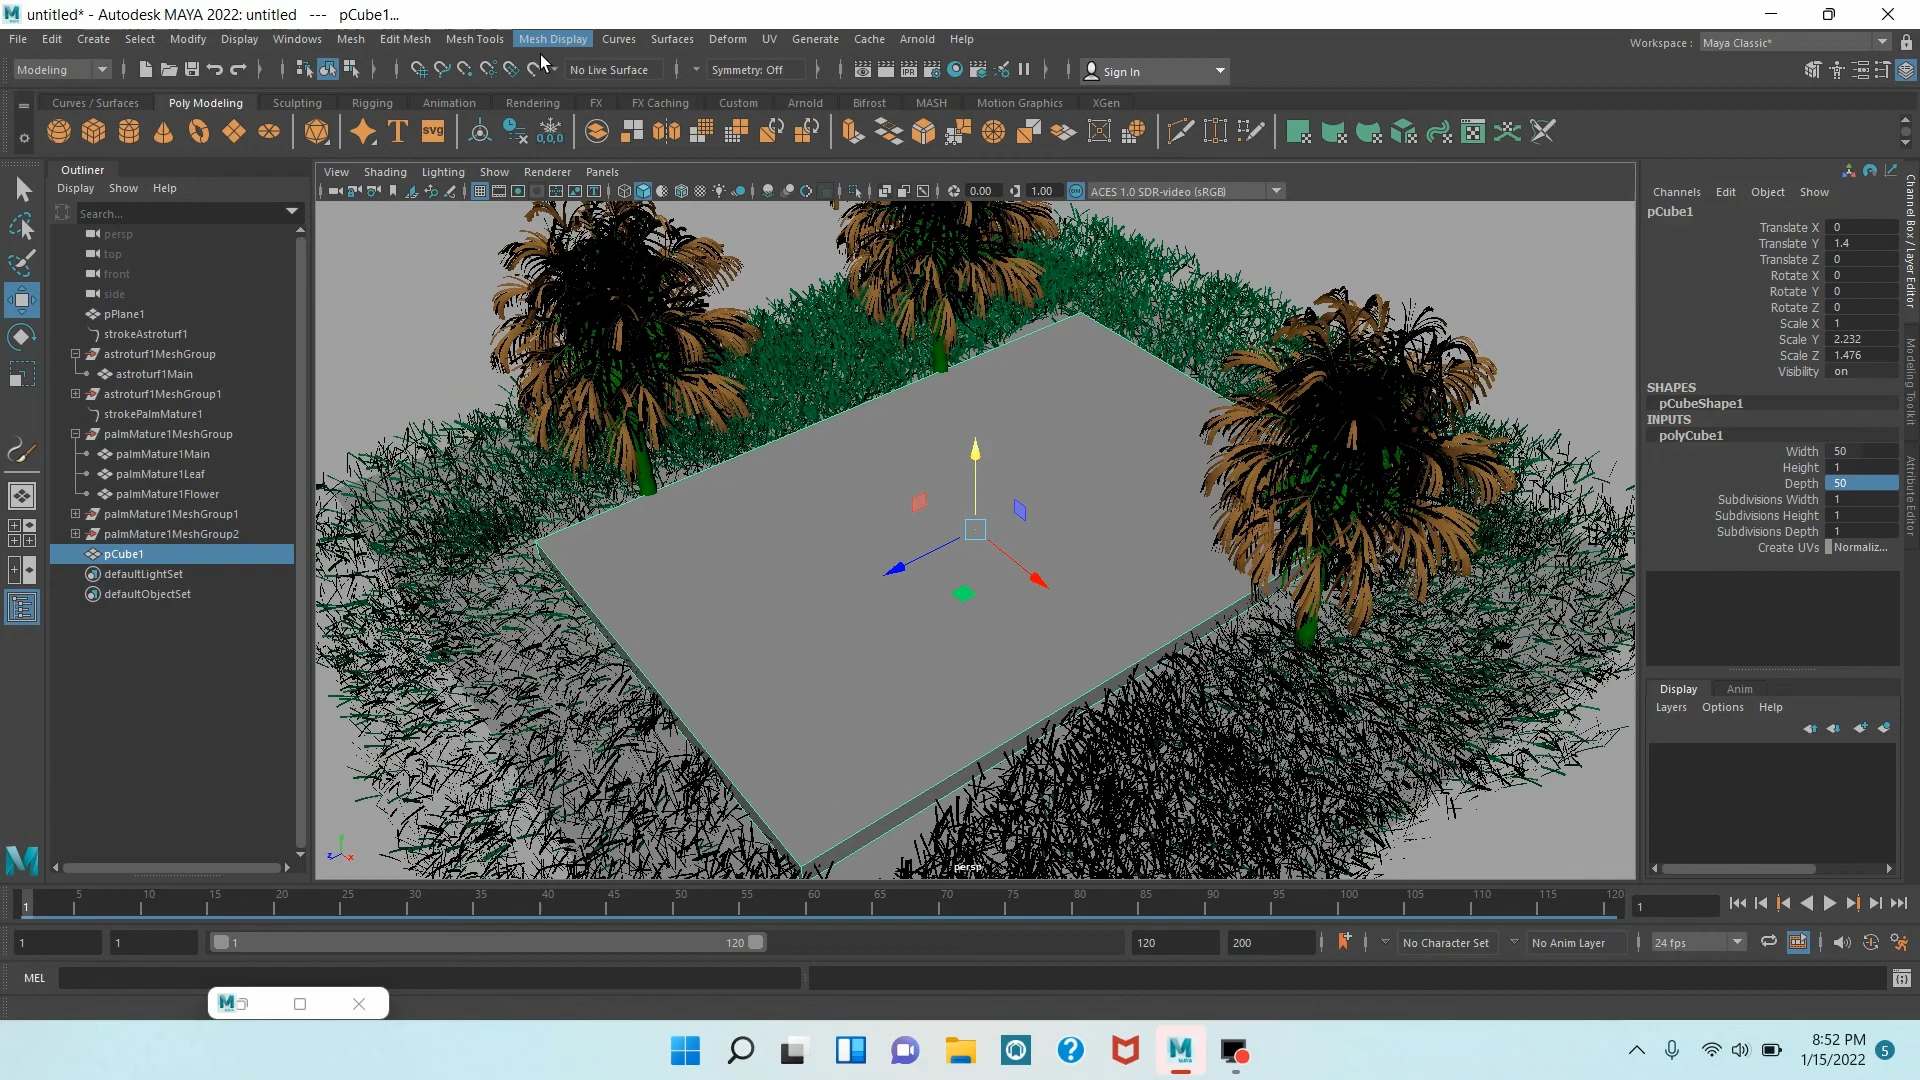 untitled* - Autodesk MAYA 2022: untitled --- pCube1...
File Edit Create Select Modify Display Windows Mesh Edit Mesh Mesh Tools Mesh Display Curves Surfaces Deform UV Generate Cache Arnold Help
Workspace : Maya Classic*
Modeling No Live Surface Symmetry: Off Sign In
Curves / Surfaces Poly Modeling Sculpting Rigging Animation Rendering FX FX Caching Custom Arnold Bifrost MASH Motion Graphics XGen
Outliner
Display Show Help
Search...
persp
top
front
side
pPlane1
strokeAstroturf1
astroturf1MeshGroup
astroturf1Main
astroturf1MeshGroup1
strokePalmMature1
palmMature1MeshGroup
palmMature1Main
palmMature1Leaf
palmMature1Flower
palmMature1MeshGroup1
palmMature1MeshGroup2
pCube1
defaultLightSet
defaultObjectSet
View Shading Lighting Show Renderer Panels
0.00 1.00 ACES 1.0 SDR-video (sRGB)
persp
Channels Edit Object Show
pCube1
Translate X 0
Translate Y 1.4
Translate Z 0
Rotate X 0
Rotate Y 0
Rotate Z 0
Scale X 1
Scale Y 2.232
Scale Z 1.476
Visibility on
SHAPES
pCubeShape1
INPUTS
polyCube1
Width 50
Height 1
Depth 50
Subdivisions Width 1
Subdivisions Height 1
Subdivisions Depth 1
Create UVs Normaliz...
Display Anim
Layers Options Help
Channel Box / Layer Editor
Modeling Toolkit
Attribute Editor
1 5 10 15 20 25 30 35 40 45 50 55 60 65 70 75 80 85 90 95 100 105 110 115 120
1
1 1 1 120 120 200 No Character Set No Anim Layer 24 fps
MEL
8:52 PM
1/15/2022
5